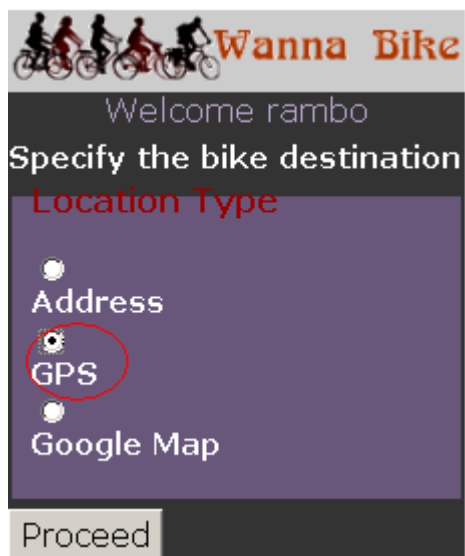 Wanna Bike
Welcome rambo
Specify the bike destination
Location Type
Address
GPS
Google Map
Proceed